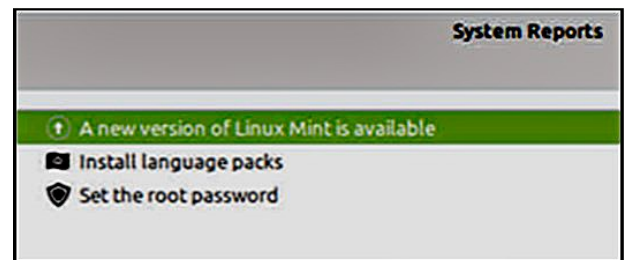 System Reports
A new version of Linux Mint is available
Install language packs
Set the root password